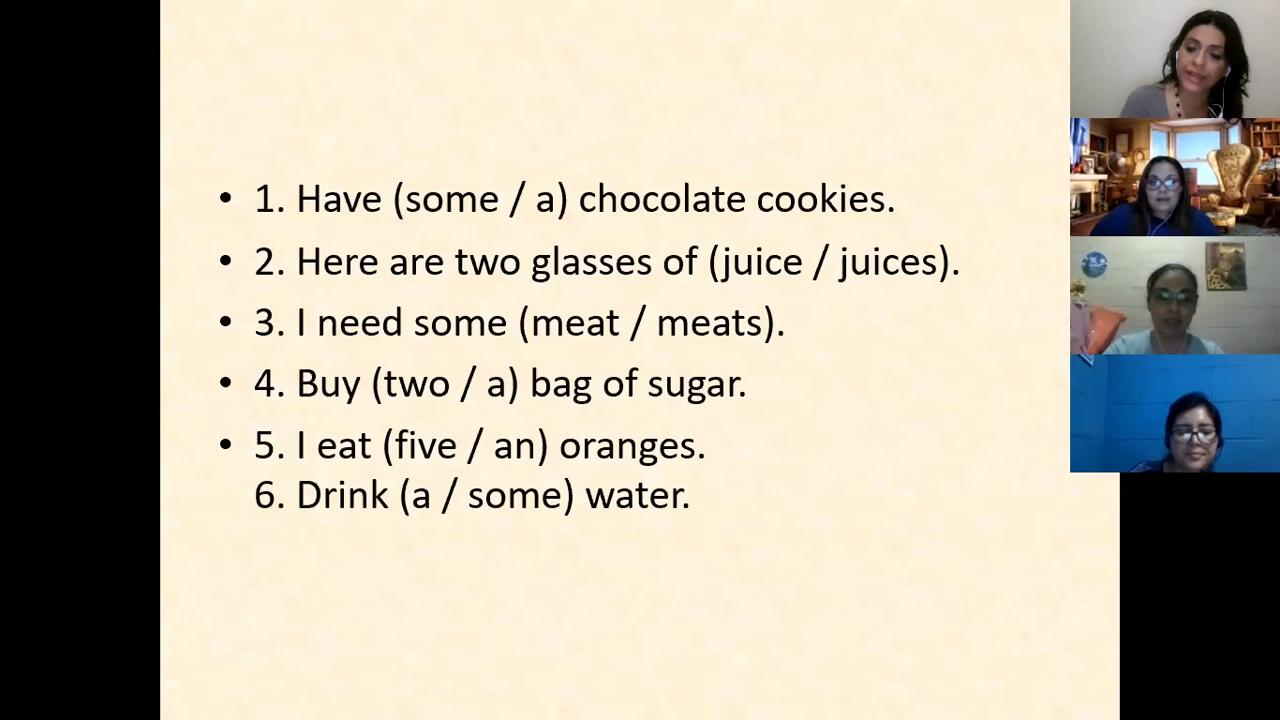 • 1. Have (some / a) chocolate cookies.
• 2. Here are two glasses of (juice / juices).
• 3. I need some (meat / meats).
• 4. Buy (two / a) bag of sugar.
• 5. I eat (five / an) oranges.
6. Drink (a / some) water.